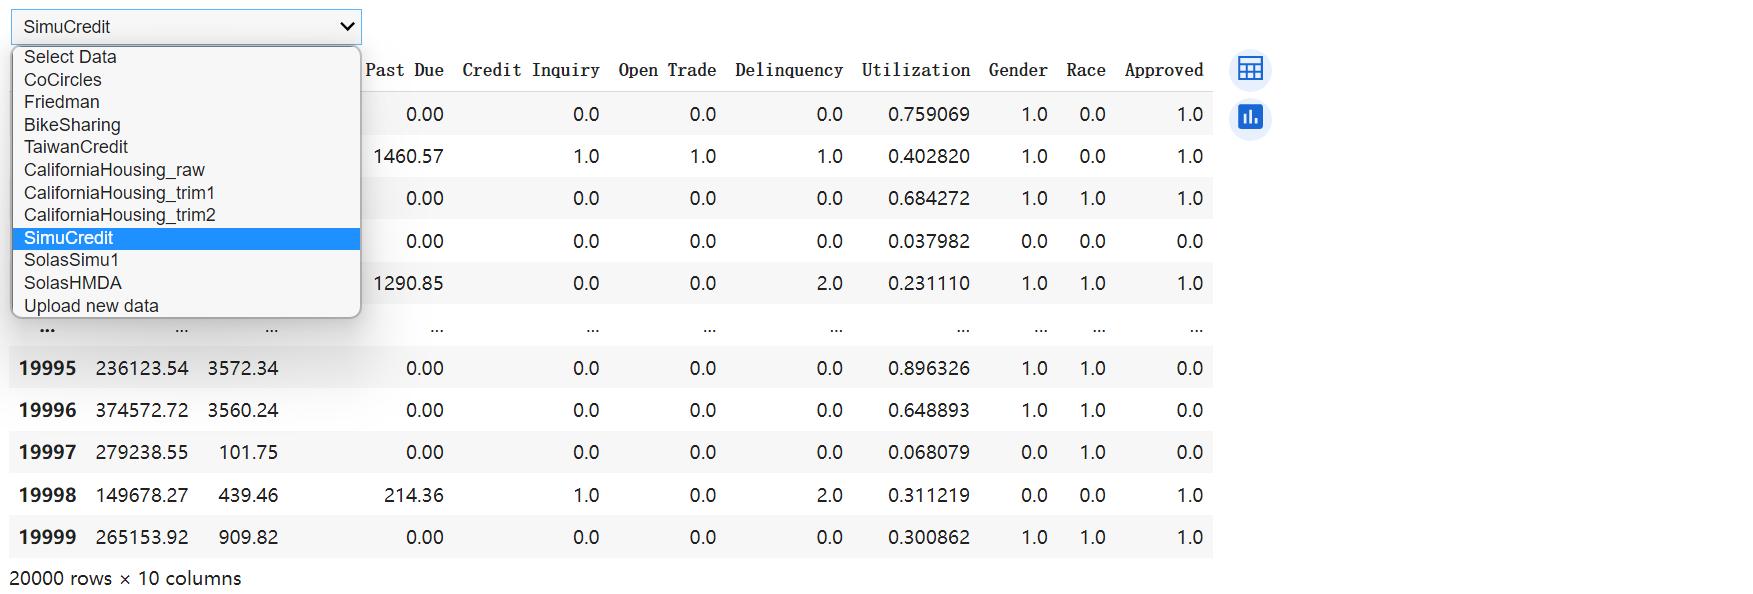 SimuCredit
Select Data
CoCircles
Friedman
BikeSharing
TaiwanCredit
CaliforniaHousing_raw
CaliforniaHousing_trim1
CaliforniaHousing_trim2
SimuCredit
SolasSimu1
SolasHMDA
Upload new data
Past Due Credit Inquiry Open Trade Delinquency Utilization Gender Race Approved
0.00 0.0 0.0 0.0 0.759069 1.0 0.0 1.0
1460.57 1.0 1.0 1.0 0.402820 1.0 0.0 1.0
0.00 0.0 0.0 0.0 0.684272 1.0 1.0 1.0
0.00 0.0 0.0 0.0 0.037982 0.0 0.0 0.0
1290.85 0.0 0.0 2.0 0.231110 1.0 1.0 1.0
... ... ... ... ... ... ... ... ... ... ...
19995 236123.54 3572.34 0.00 0.0 0.0 0.0 0.896326 1.0 1.0 0.0
19996 374572.72 3560.24 0.00 0.0 0.0 0.0 0.648893 1.0 1.0 0.0
19997 279238.55 101.75 0.00 0.0 0.0 0.0 0.068079 0.0 1.0 0.0
19998 149678.27 439.46 214.36 1.0 0.0 2.0 0.311219 0.0 0.0 1.0
19999 265153.92 909.82 0.00 0.0 0.0 0.0 0.300862 1.0 1.0 1.0
20000 rows × 10 columns